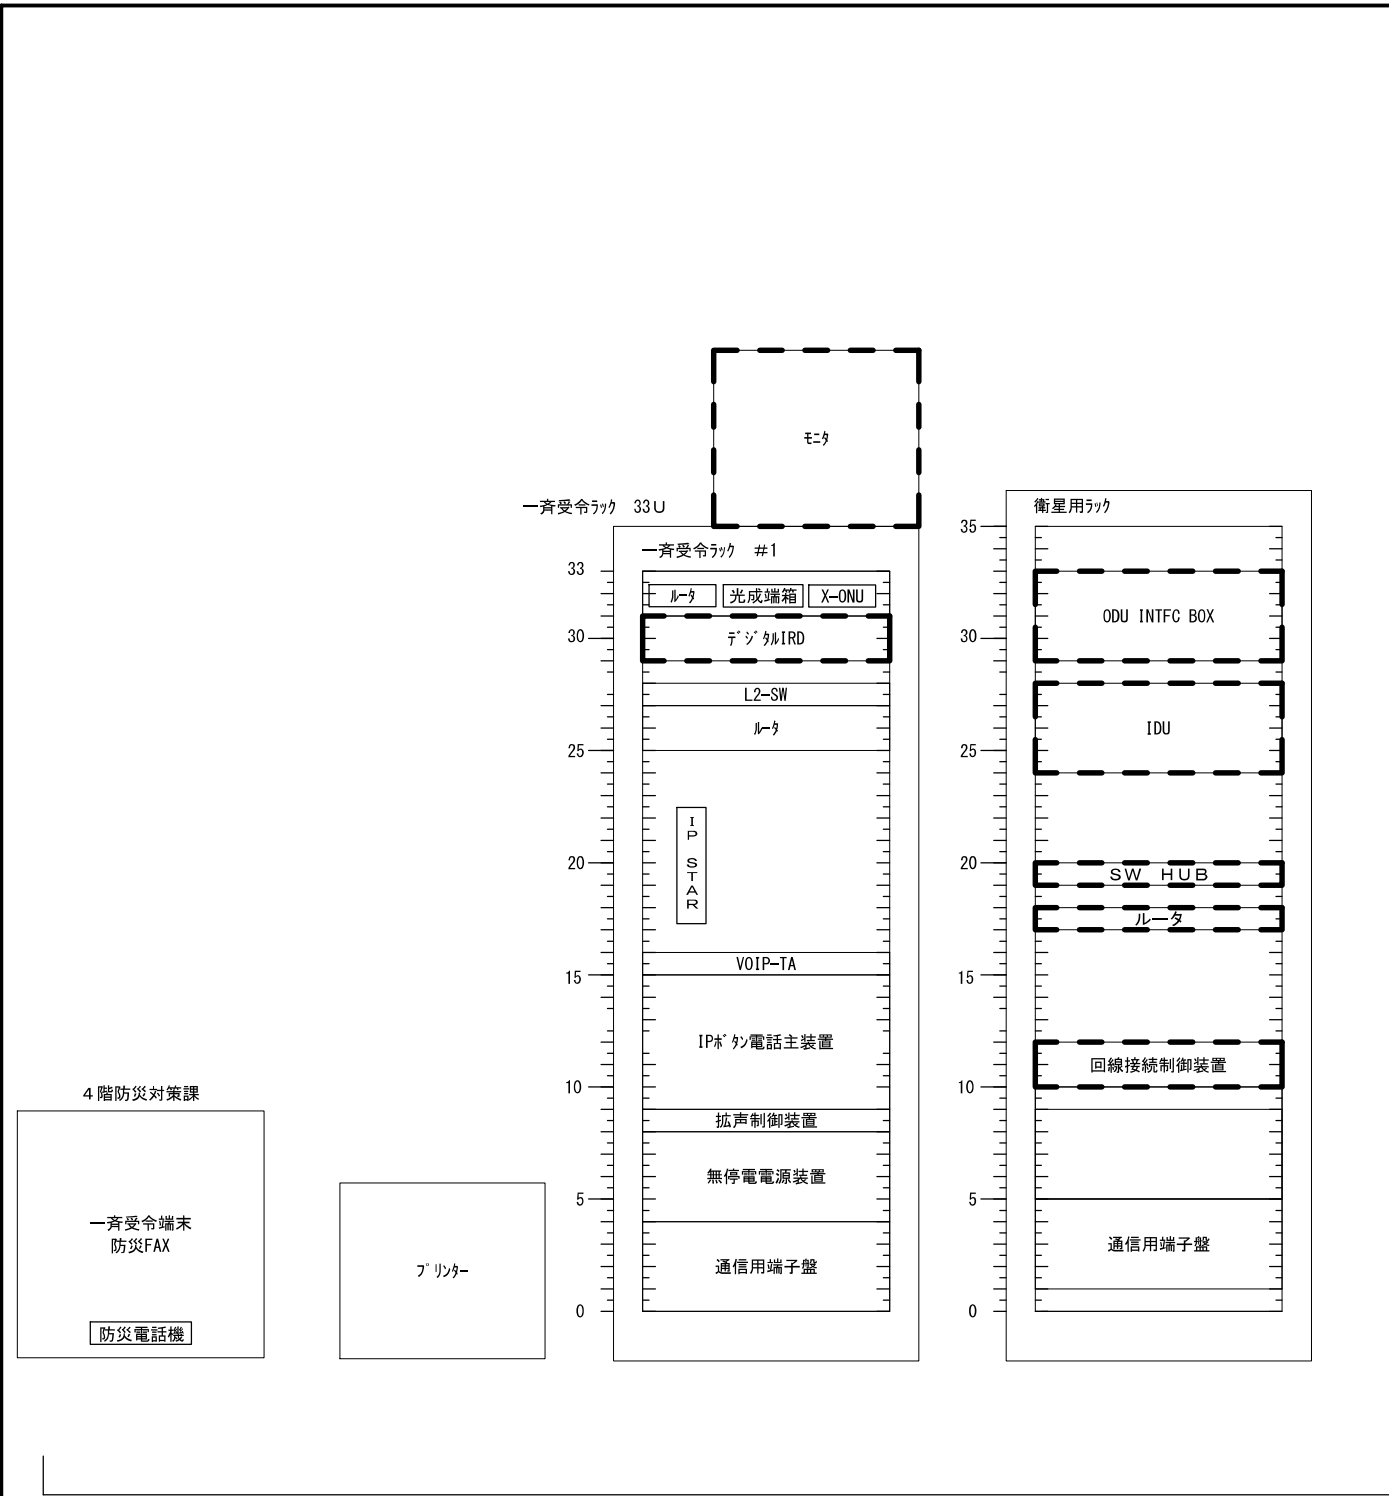 モニタ
一斉受令ラック　33U
一斉受令ラック　#1
33
ルータ
光成端箱
X-ONU
デジタルIRD
30
L2-SW
ルータ
25
IP STAR
20
VOIP-TA
15
IPボタン電話主装置
10
拡声制御装置
無停電電源装置
5
通信用端子盤
0
衛星用ラック
35
ODU INTFC BOX
30
IDU
25
20
SW　HUB
ルータ
15
回線接続制御装置
10
5
通信用端子盤
0
4階防災対策課
一斉受令端末
防災FAX
防災電話機
プリンター